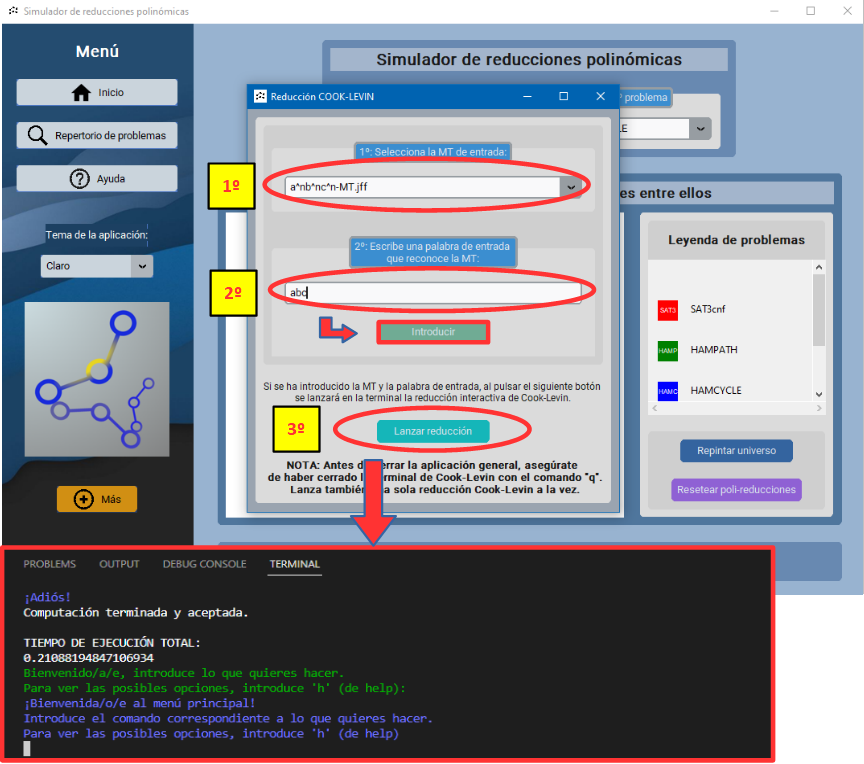 Simulador de reducciones polinómicas
Menú
Inicio
Repertorio de problemas
Ayuda
Tema de la aplicación:
Claro
Más
Simulador de reducciones polinómicas
problema
LE
es entre ellos
Leyenda de problemas
SAT3 SAT3cnf
HAMP HAMPATH
HAMC HAMCYCLE
Repintar universo
Resetear poli-reducciones
Reducción COOK-LEVIN
1º: Selecciona la MT de entrada:
1º
a^nb^nc^n-MT.jff
2º: Escribe una palabra de entrada
que reconoce la MT:
2º
abc
Introducir
Si se ha introducido la MT y la palabra de entrada, al pulsar el siguiente botón
se lanzará en la terminal la reducción interactiva de Cook-Levin.
3º
Lanzar reducción
NOTA: Antes de cerrar la aplicación general, asegúrate
de haber cerrado la terminal de Cook-Levin con el comando "q".
Lanza también una sola reducción Cook-Levin a la vez.
PROBLEMS OUTPUT DEBUG CONSOLE TERMINAL
¡Adiós!
Computación terminada y aceptada.
TIEMPO DE EJECUCIÓN TOTAL:
0.21088194847106934
Bienvenido/a/e, introduce lo que quieres hacer.
Para ver las posibles opciones, introduce 'h' (de help):
¡Bienvenida/o/e al menú principal!
Introduce el comando correspondiente a lo que quieres hacer.
Para ver las posibles opciones, introduce 'h' (de help)